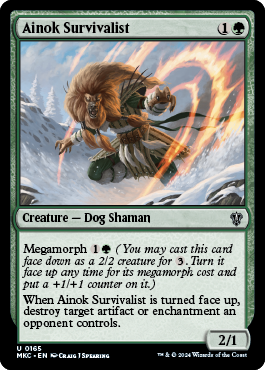 Ainok Survivalist 1
Creature — Dog Shaman
Megamorph 1 ( You may cast this card
face down as a 2/2 creature for 3. Turn it
face up any time for its megamorph cost and
put a +1/+1 counter on it.)
When Ainok Survivalist is turned face up,
destroy target artifact or enchantment an
opponent controls.
2/1
U 0165
MKC • EN Craig J Spearing
™ & © 2024 Wizards of the Coast